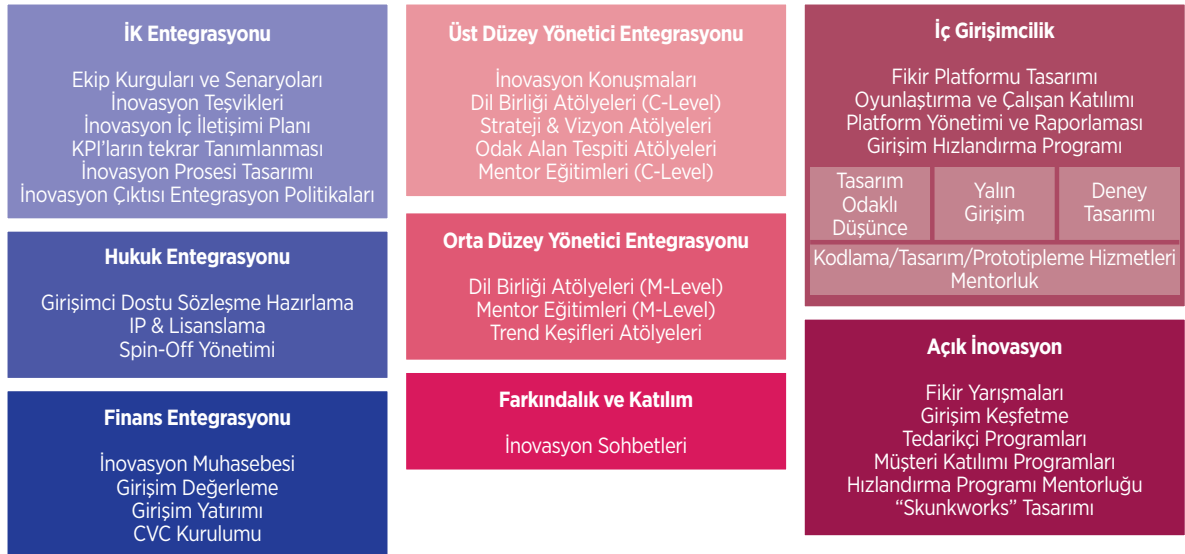 İK Entegrasyonu
Ekip Kurguları ve Senaryoları
İnovasyon Teşvikleri
İnovasyon İç İletişimi Planı
KPI'ların tekrar Tanımlanması
İnovasyon Prosesi Tasarımı
İnovasyon Çıktısı Entegrasyon Politikaları
Hukuk Entegrasyonu
Girişimci Dostu Sözleşme Hazırlama
IP & Lisanslama
Spin-Off Yönetimi
Finans Entegrasyonu
İnovasyon Muhasebesi
Girişim Değerleme
Girişim Yatırımı
CVC Kurulumu
Üst Düzey Yönetici Entegrasyonu
İnovasyon Konuşmaları
Dil Birliği Atölyeleri (C-Level)
Strateji & Vizyon Atölyeleri
Odak Alan Tespiti Atölyeleri
Mentor Eğitimleri (C-Level)
Orta Düzey Yönetici Entegrasyonu
Dil Birliği Atölyeleri (M-Level)
Mentor Eğitimleri (M-Level)
Trend Keşifleri Atölyeleri
Farkındalık ve Katılım
İnovasyon Sohbetleri
İç Girişimcilik
Fikir Platformu Tasarımı
Oyunlaştırma ve Çalışan Katılımı
Platform Yönetimi ve Raporlaması
Girişim Hızlandırma Programı
Tasarım
Odaklı
Düşünce
Yalın
Girişim
Deney
Tasarımı
Kodlama/Tasarım/Prototipleme Hizmetleri
Mentorluk
Açık İnovasyon
Fikir Yarışmaları
Girişim Keşfetme
Tedarikçi Programları
Müşteri Katılımı Programları
Hızlandırma Programı Mentorluğu
“Skunkworks” Tasarımı